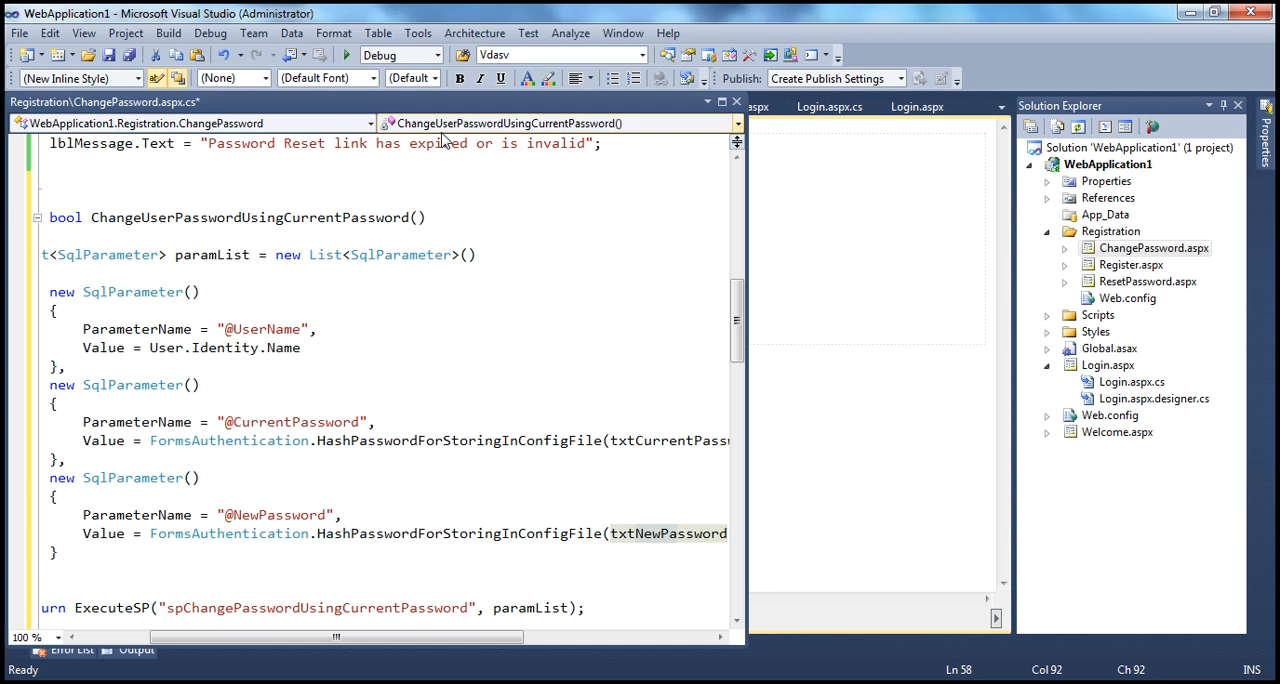 WebApplication1 - Microsoft Visual Studio (Administrator)
File Edit View Project Build Debug Team Data Format Table Tools Architecture Test Analyze Window Help
Debug Vdasv
(New Inline Style) (None) (Default Font) (Default B I U A Publish: Create Publish Settings
Registration\ChangePassword.aspx.cs* aspx Login.aspx.cs Login.aspx
WebApplication1.Registration.ChangePassword ChangeUserPasswordUsingCurrentPassword()
lblMessage.Text = "Password Reset link has expired or is invalid";
bool ChangeUserPasswordUsingCurrentPassword()
t<SqlParameter> paramList = new List<SqlParameter>()
new SqlParameter()
{
ParameterName = "@UserName",
Value = User.Identity.Name
},
new SqlParameter()
{
ParameterName = "@CurrentPassword",
Value = FormsAuthentication.HashPasswordForStoringInConfigFile(txtCurrentPassw
},
new SqlParameter()
{
ParameterName = "@NewPassword",
Value = FormsAuthentication.HashPasswordForStoringInConfigFile(txtNewPassword
}
urn ExecuteSP("spChangePasswordUsingCurrentPassword", paramList);
100 %
Error List Output
Solution Explorer
Solution 'WebApplication1' (1 project)
WebApplication1
Properties
References
App_Data
Registration
ChangePassword.aspx
Register.aspx
ResetPassword.aspx
Web.config
Scripts
Styles
Global.asax
Login.aspx
Login.aspx.cs
Login.aspx.designer.cs
Web.config
Welcome.aspx
Properties
Ready Ln 58 Col 92 Ch 92 INS